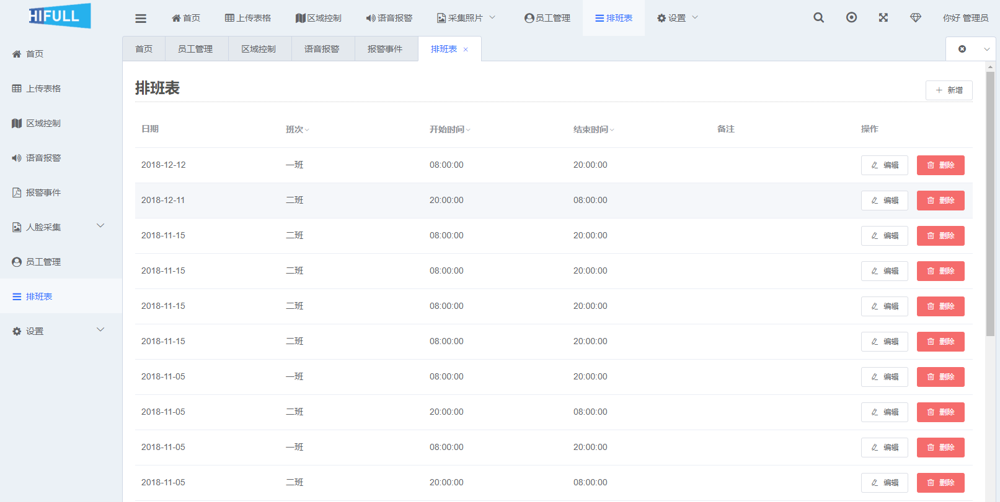 HIFULL
首页 上传表格 区域控制 语音报警 采集照片 员工管理 排班表 设置 你好 管理员
首页 员工管理 区域控制 语音报警 报警事件 排班表
首页
上传表格
区域控制
语音报警
报警事件
人脸采集
员工管理
排班表
设置
排班表
新增
日期 班次 开始时间 结束时间 备注 操作
2018-12-12 一班 08:00:00 20:00:00 编辑 删除
2018-12-11 二班 20:00:00 08:00:00 编辑 删除
2018-11-15 二班 08:00:00 20:00:00 编辑 删除
2018-11-15 二班 08:00:00 20:00:00 编辑 删除
2018-11-15 二班 08:00:00 20:00:00 编辑 删除
2018-11-15 二班 08:00:00 20:00:00 编辑 删除
2018-11-05 一班 08:00:00 20:00:00 编辑 删除
2018-11-05 二班 20:00:00 08:00:00 编辑 删除
2018-11-05 一班 08:00:00 20:00:00 编辑 删除
2018-11-05 二班 20:00:00 08:00:00 编辑 删除